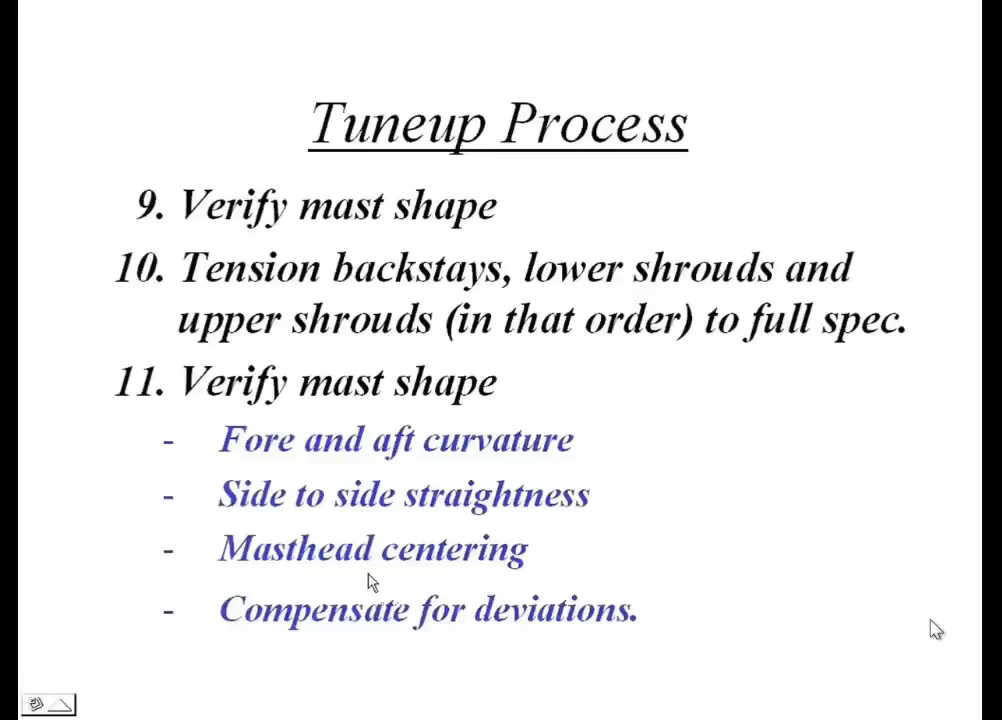 Tuneup Process
9. Verify mast shape
10. Tension backstays, lower shrouds and
upper shrouds (in that order) to full spec.
11. Verify mast shape
- Fore and aft curvature
- Side to side straightness
- Masthead centering
- Compensate for deviations.